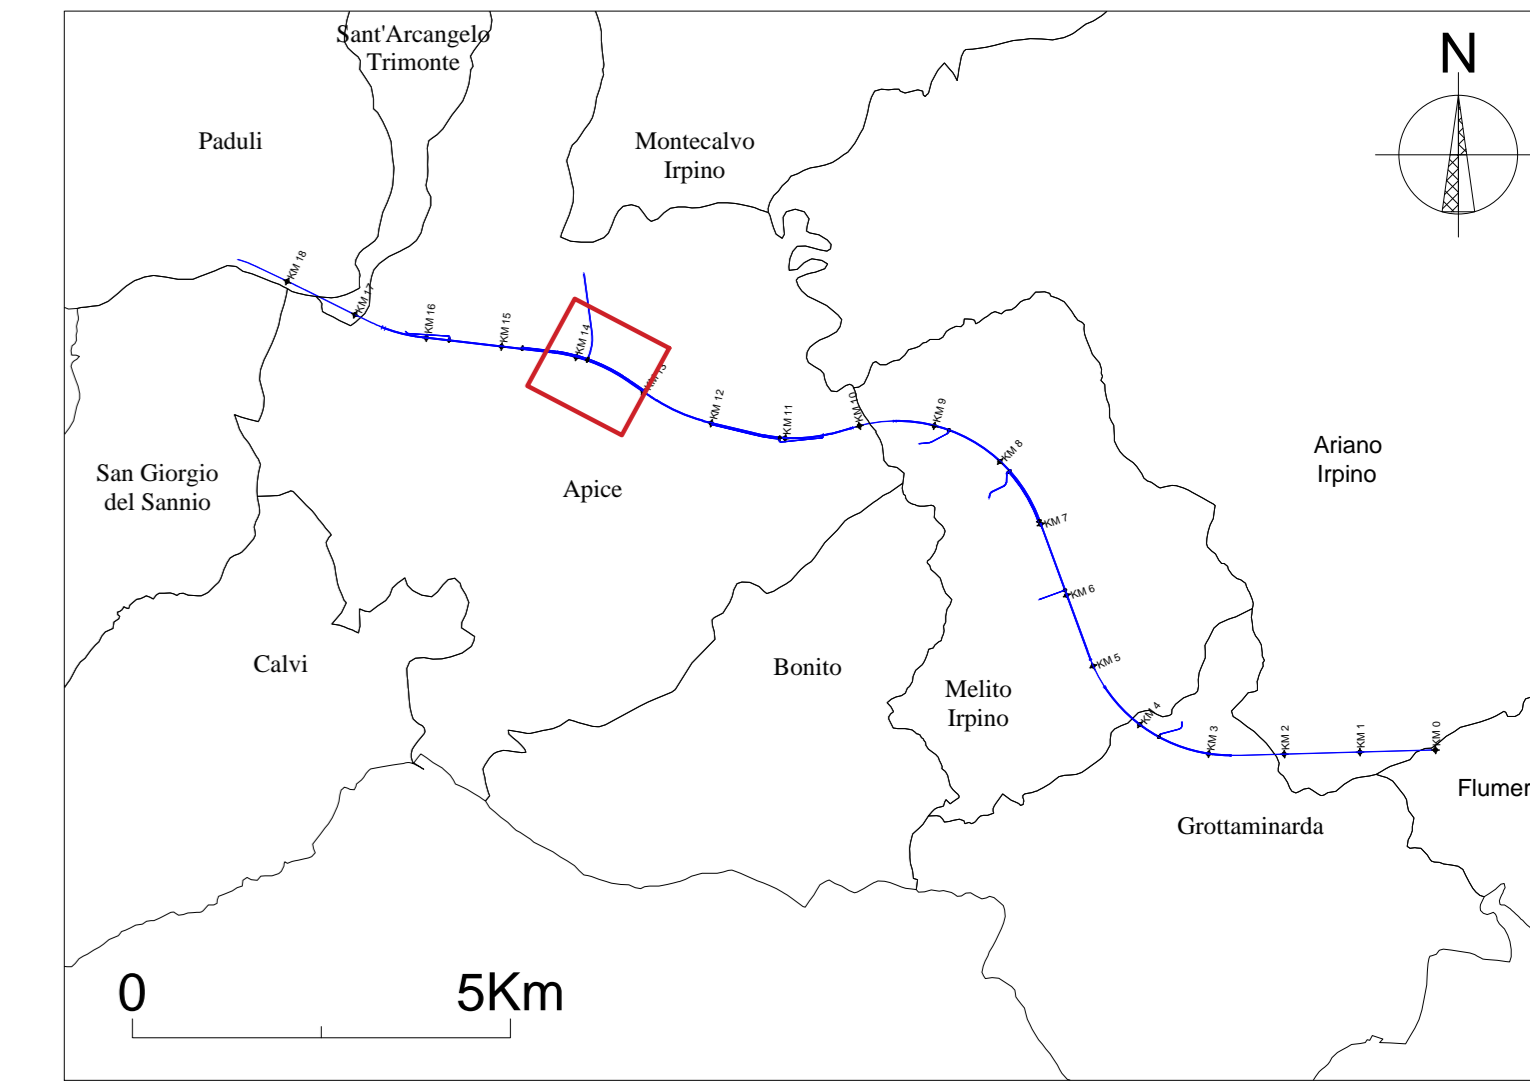 Sant'Arcangelo
Trimonte
N
Paduli
Montecalvo
Irpino
KM 18
KM 17
KM 16
KM 15
KM 14
KM 13
KM 12
KM 11
KM 10
KM 9
KM 8
KM 7
KM 6
KM 5
KM 4
KM 3
KM 2
KM 1
KM 0
Ariano
Irpino
San Giorgio
del Sannio
Apice
Calvi
Bonito
Melito
Irpino
Flumer
Grottaminarda
0
5Km